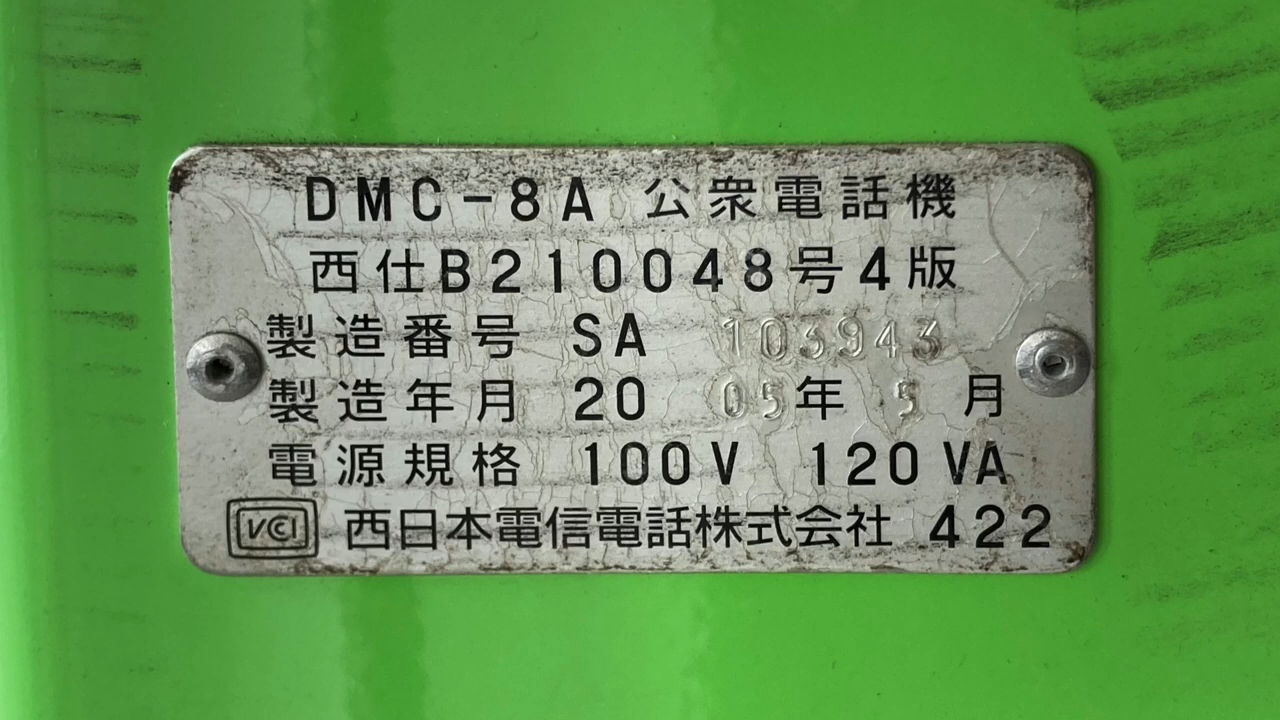 DMC-8A 公衆電話機
西仕B210048号4版
製造番号 SA 103943
製造年月 20 05年 5 月
電源規格 100V 120VA
VCCI 西日本電信電話株式会社 422